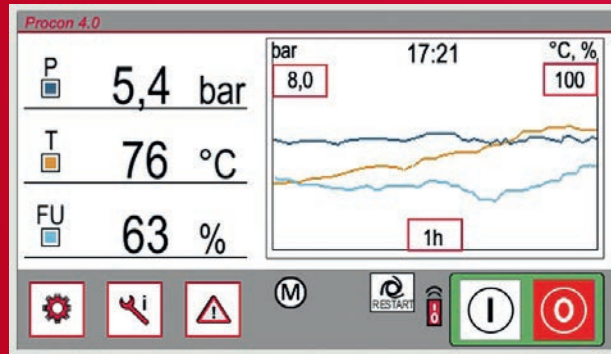 Procon 4.0
P 5,4 bar
T 76 °C
FU 63 %
bar 17:21 °C, %
8,0 100
1h
i
M
RESTART
I O
I O